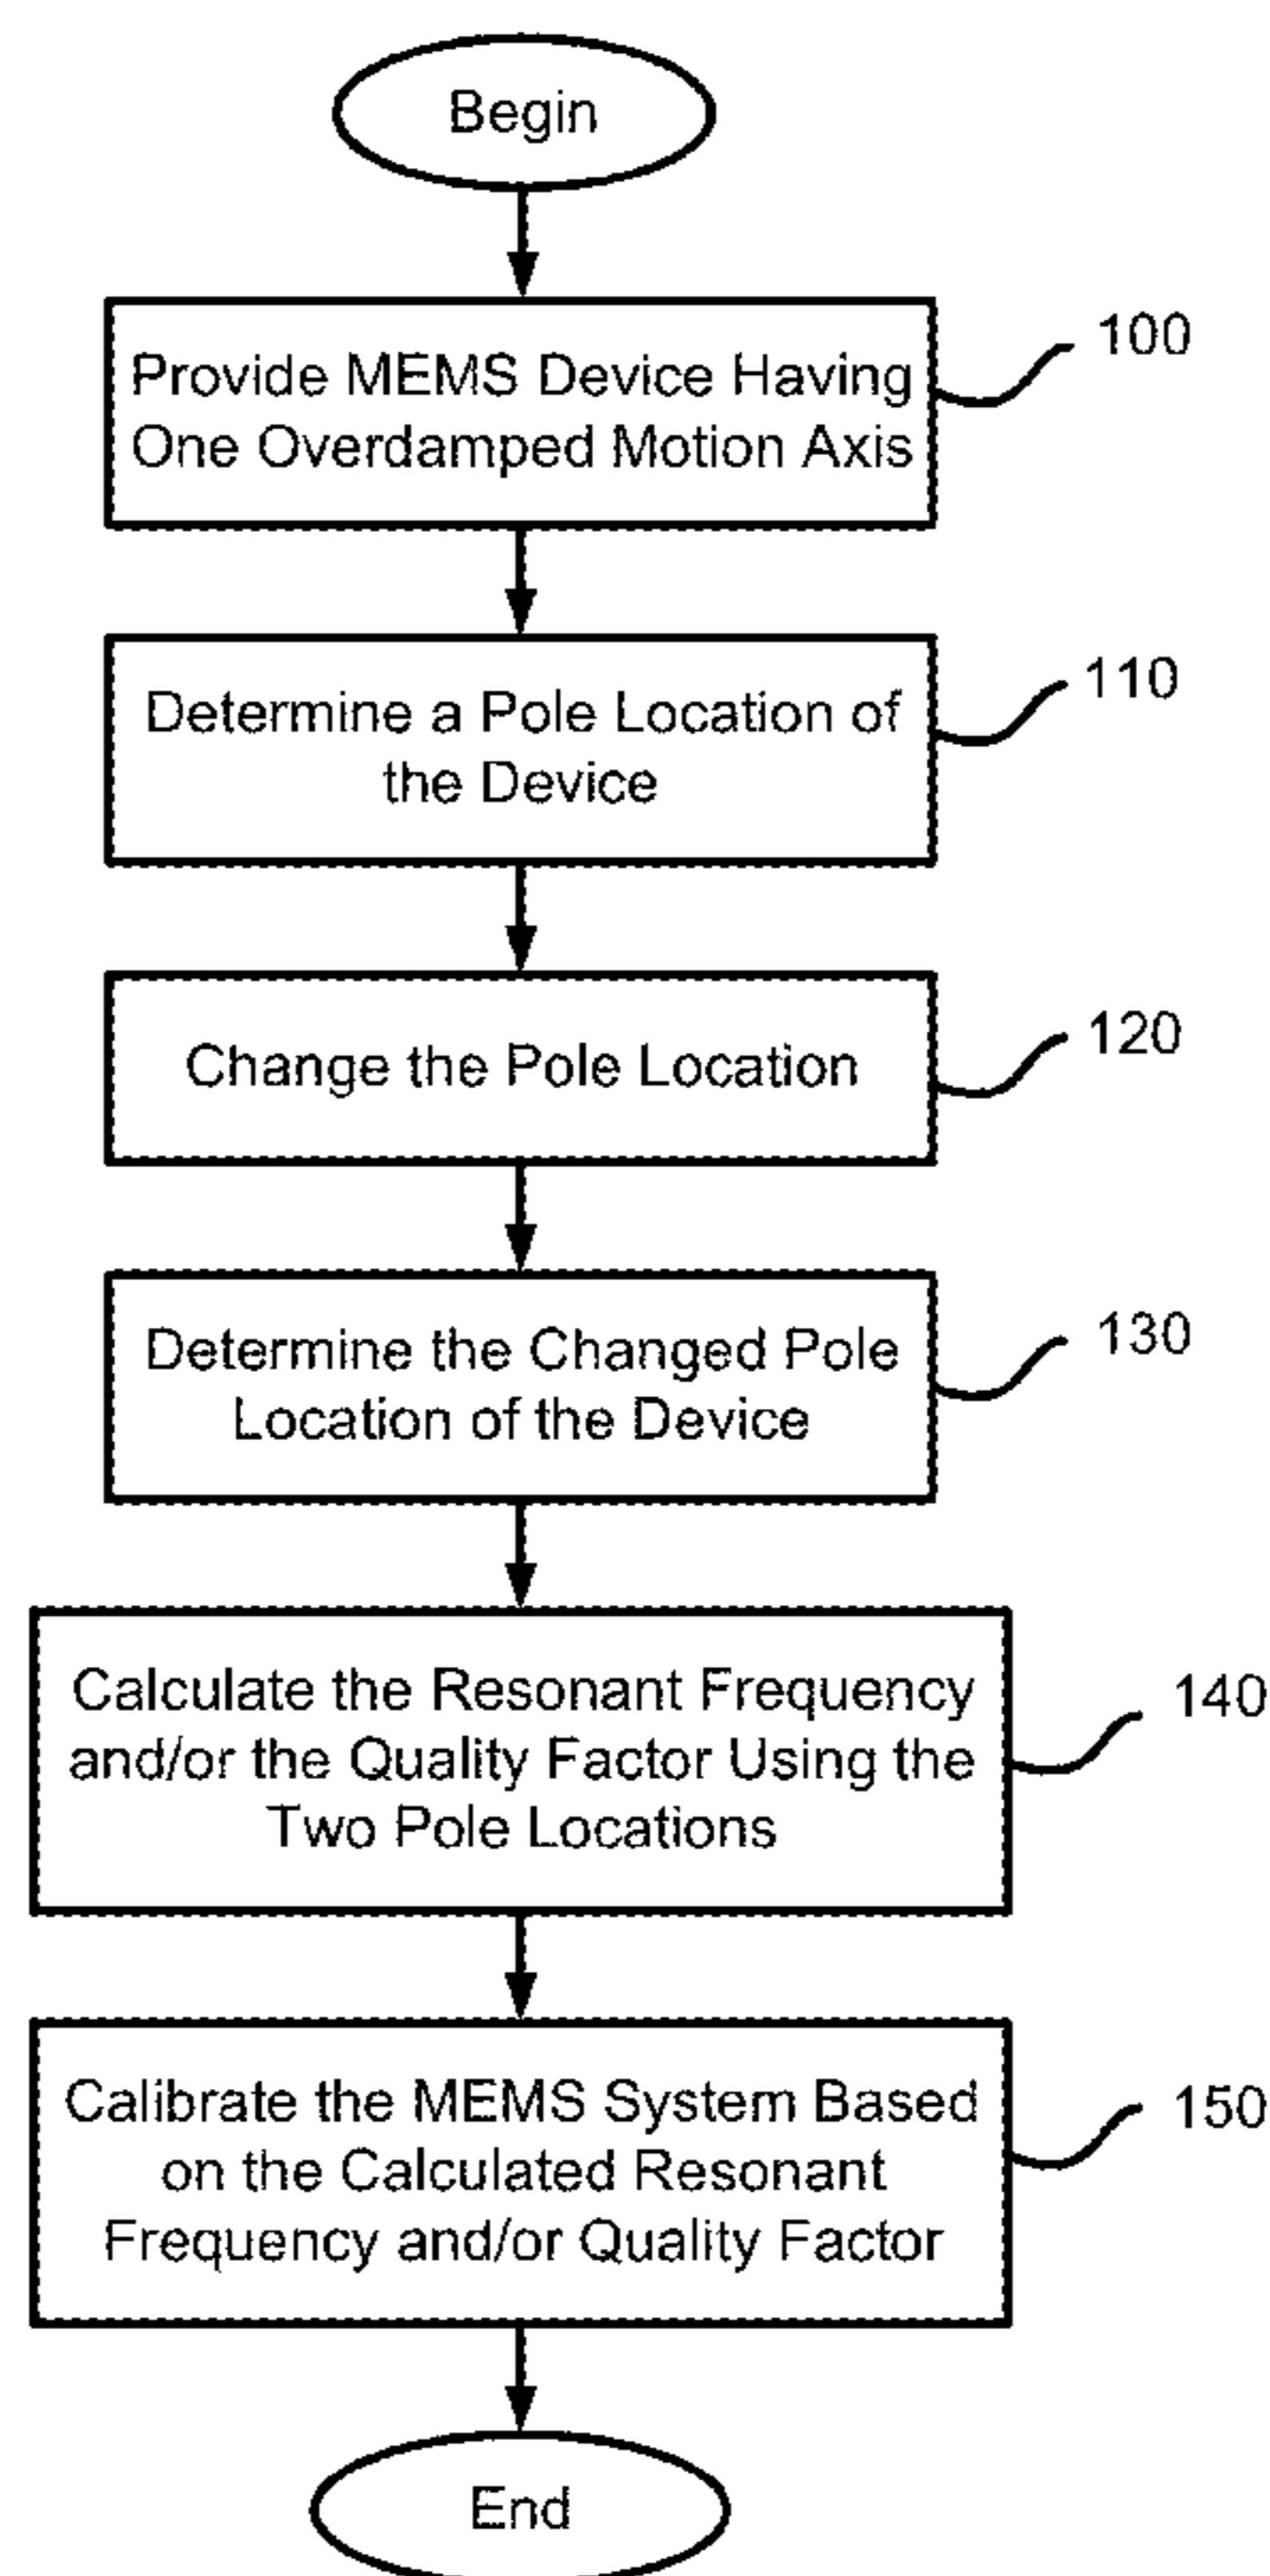 Begin
Provide MEMS Device Having
One Overdamped Motion Axis
100
Determine a Pole Location of
the Device
110
Change the Pole Location
120
Determine the Changed Pole
Location of the Device
130
Calculate the Resonant Frequency
and/or the Quality Factor Using the
Two Pole Locations
140
Calibrate the MEMS System Based
on the Calculated Resonant
Frequency and/or Quality Factor
150
End